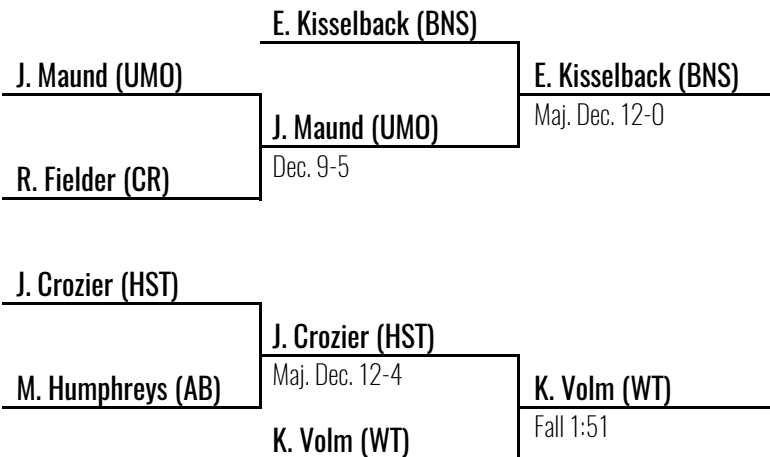 E. Kisselback (BNS)
J. Maund (UMO)
E. Kisselback (BNS)
Maj. Dec. 12-0
J. Maund (UMO)
Dec. 9-5
R. Fielder (CR)
J. Crozier (HST)
J. Crozier (HST)
Maj. Dec. 12-4
M. Humphreys (AB)
K. Volm (WT)
Fall 1:51
K. Volm (WT)